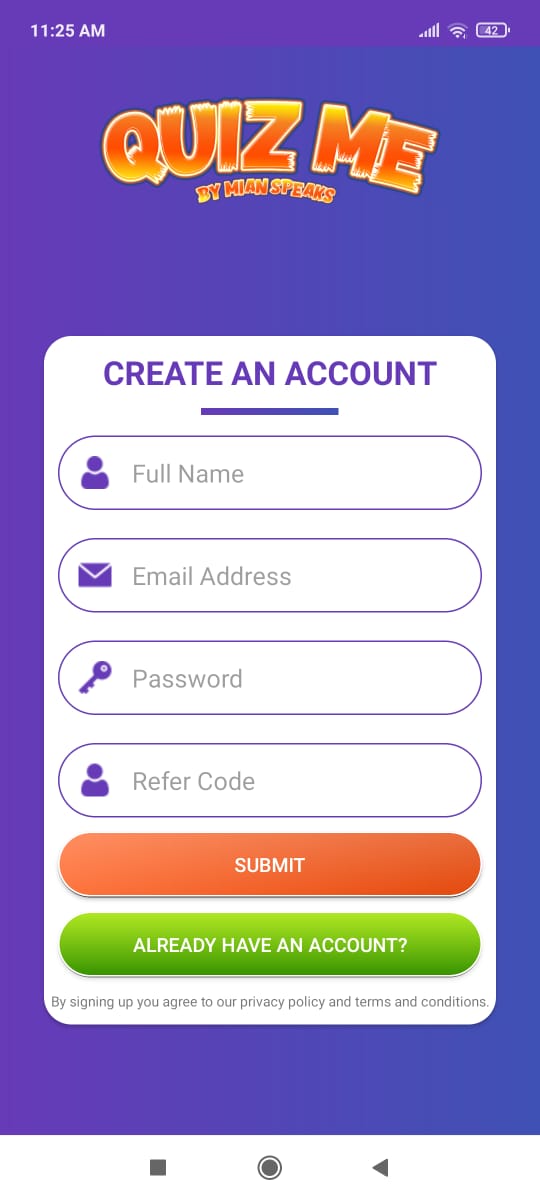 11:25 AM
42
QUIZ ME
BY MIAN SPEAKS
CREATE AN ACCOUNT
Full Name
Email Address
Password
Refer Code
SUBMIT
ALREADY HAVE AN ACCOUNT?
By signing up you agree to our privacy policy and terms and conditions.